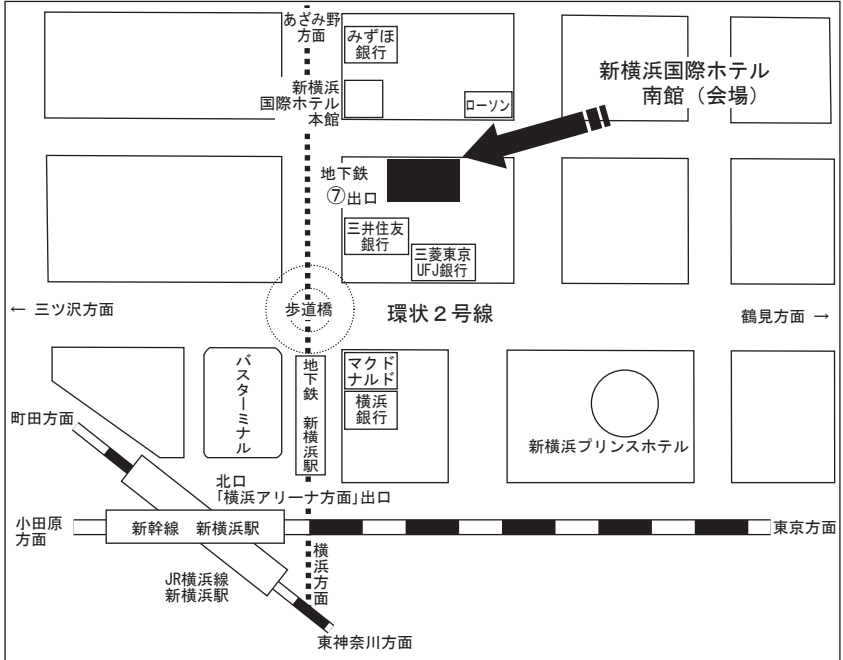 あざみ野
方面
みずほ
銀行
新横浜
国際ホテル
本館
ローソン
新横浜国際ホテル
南館（会場）
地下鉄
⑦出口
三井住友
銀行
三菱東京
UFJ銀行
← 三ツ沢方面
歩道橋
環状２号線
鶴見方面 →
バスターミナル
地下鉄　新横浜駅
マクド
ナルド
横浜
銀行
新横浜プリンスホテル
町田方面
北口
「横浜アリーナ方面」出口
小田原
方面
新幹線　新横浜駅
東京方面
横浜方面
JR横浜線
新横浜駅
東神奈川方面